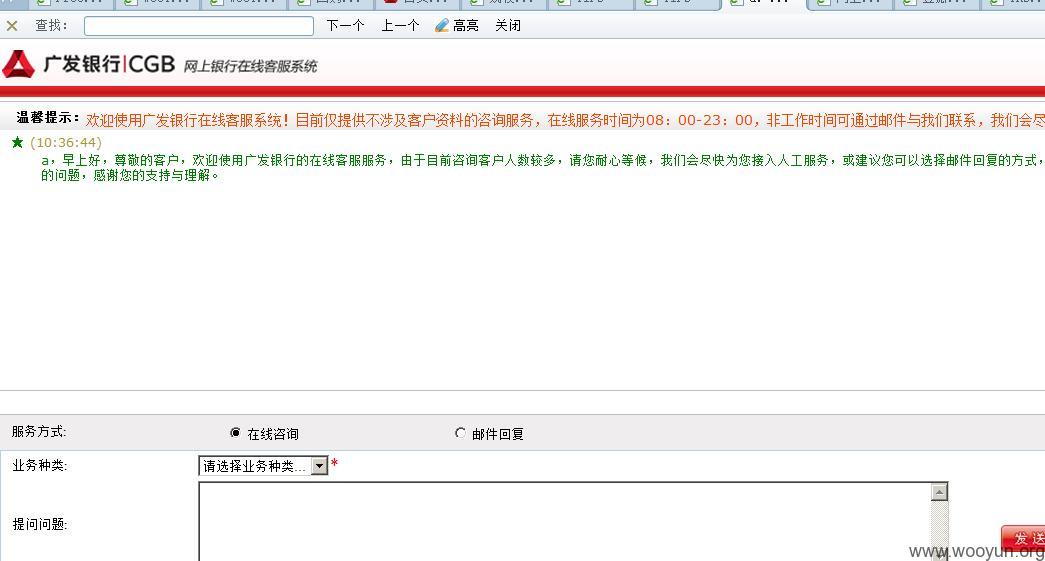 查找: 下一个 上一个 高亮 关闭
广发银行|CGB 网上银行在线客服系统
温馨提示: 欢迎使用广发银行在线客服系统！目前仅提供不涉及客户资料的咨询服务，在线服务时间为08：00-23：00，非工作时间可通过邮件与我们联系，我们会尽
(10:36:44)
a，早上好，尊敬的客户，欢迎使用广发银行的在线客服服务，由于目前咨询客户人数较多，请您耐心等候，我们会尽快为您接入人工服务，或建议您可以选择邮件回复的方式，
的问题，感谢您的支持与理解。
服务方式: 在线咨询 邮件回复
业务种类: 请选择业务种类... *
提问问题:
发 送
www.wooyun.org